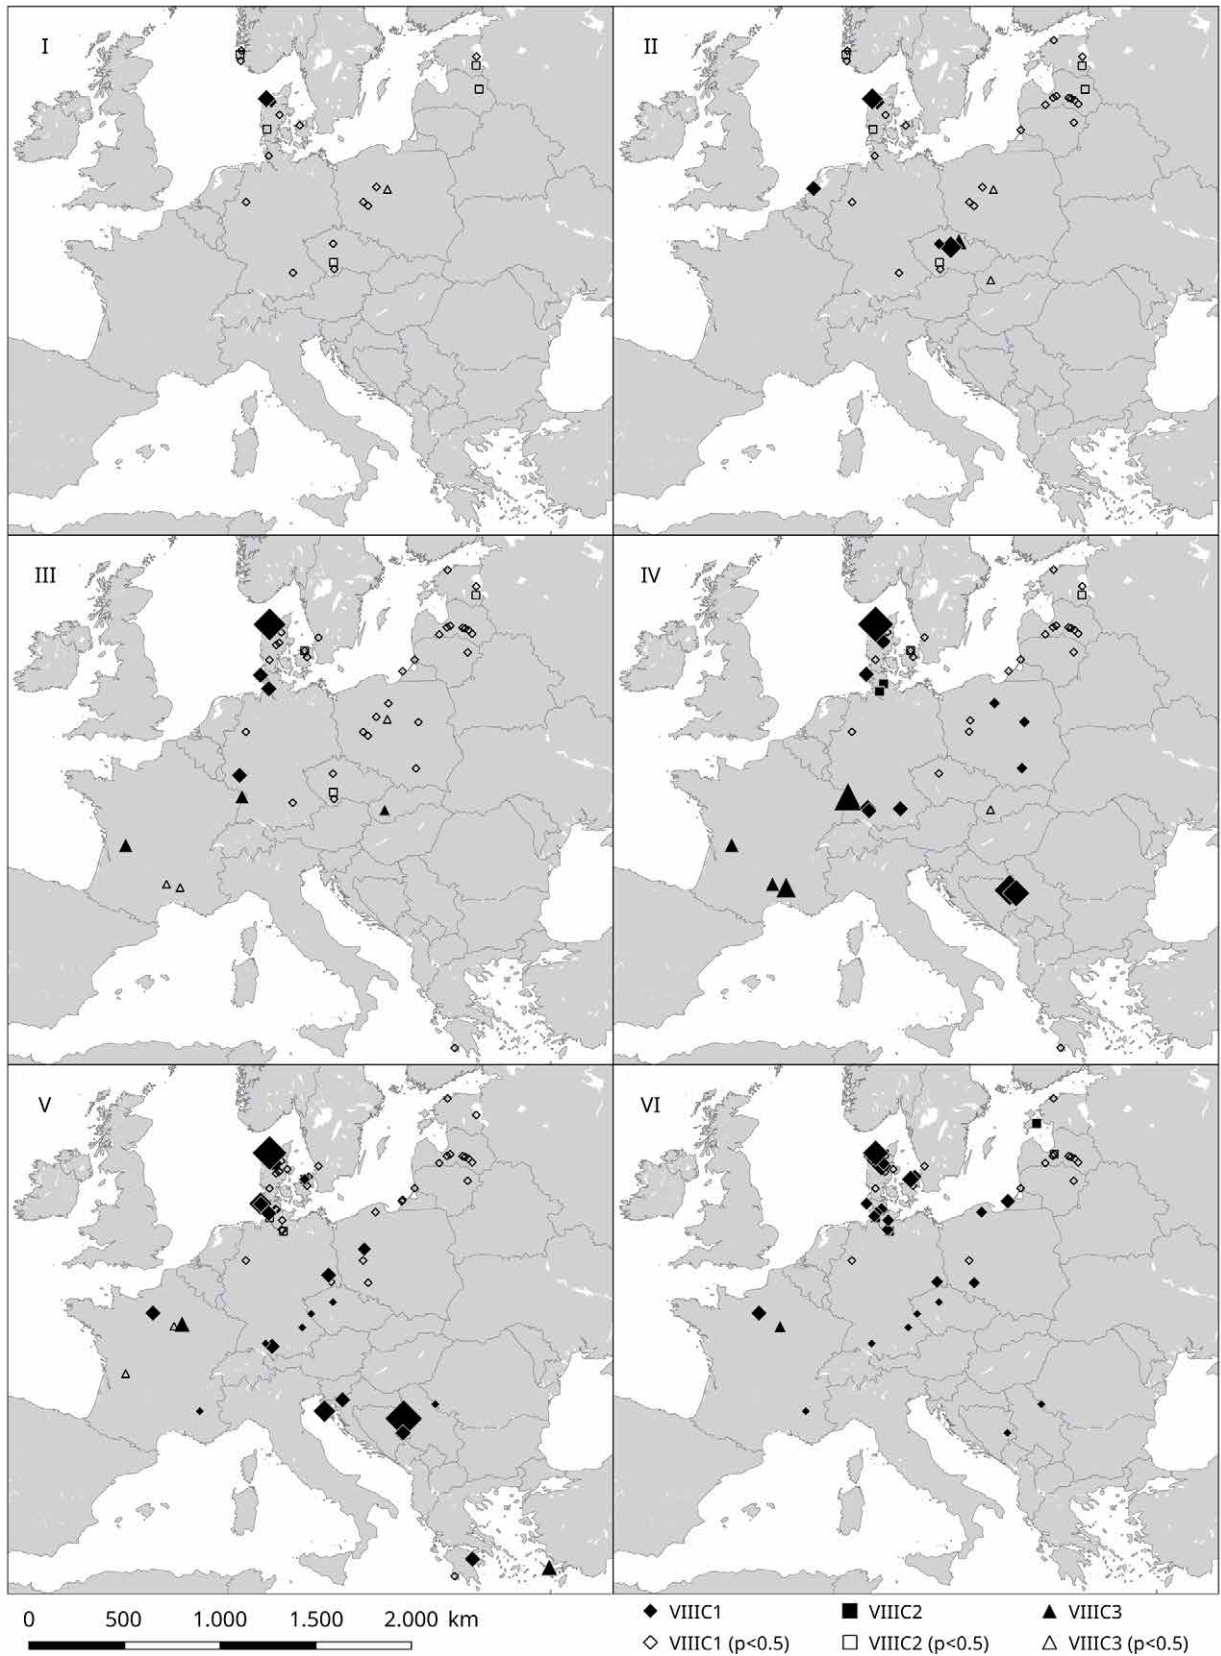 I
II
III
IV
V
VI
0 500 1.000 1.500 2.000 km
VIIIC1 VIIIC2 VIIIC3
VIIIC1 (p<0.5) VIIIC2 (p<0.5) VIIIC3 (p<0.5)